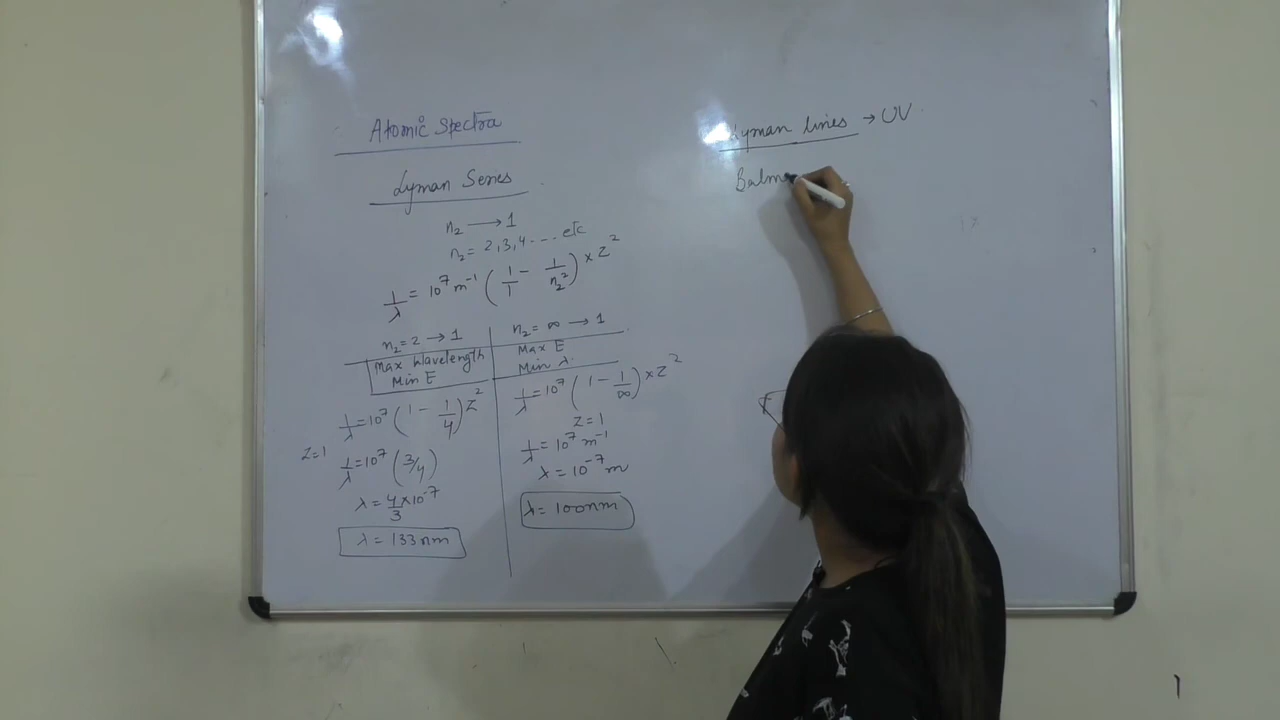 Atomic Spectra
Lyman Series
n₂ → 1
n₂ = 2, 3, 4 .... etc
1/λ = 10⁷ m⁻¹ (1/1 - 1/n₂²) × Z²
n₂ = 2 → 1
Max Wavelength
Min E
1/λ = 10⁷ (1 - 1/4) Z²
Z=1
1/λ = 10⁷ (3/4)
λ = 4/3 × 10⁻⁷
λ = 133 nm
n₂ = ∞ → 1
Max E
Min λ.
1/λ = 10⁷ (1 - 1/∞) × Z²
Z = 1
1/λ = 10⁷ m⁻¹
λ = 10⁻⁷ m
λ = 100nm
Lyman lines → UV
Balm